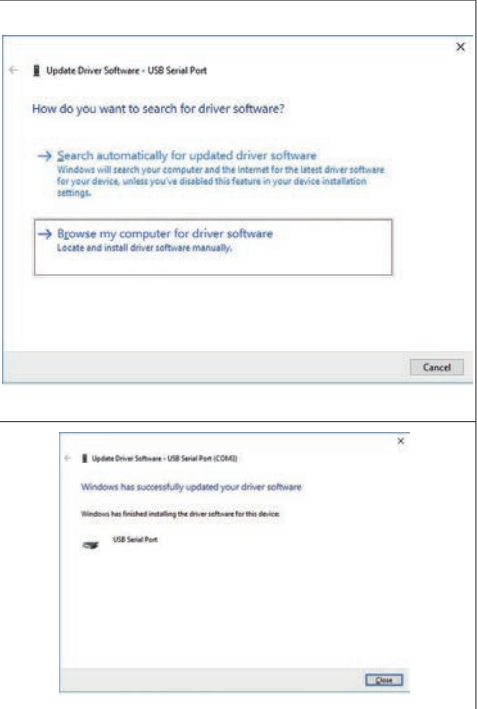 Update Driver Software - USB Serial Port
How do you want to search for driver software?
Search automatically for updated driver software
Windows will search your computer and the internet for the latest driver software
for your device, unless you've disabled this feature in your device installation
settings.
Browse my computer for driver software
Locate and install driver software manually.
Cancel
Update Driver Software - USB Serial Port (COM3)
Windows has successfully updated your driver software
Windows has finished installing the driver software for this device:
USB Serial Port
Close